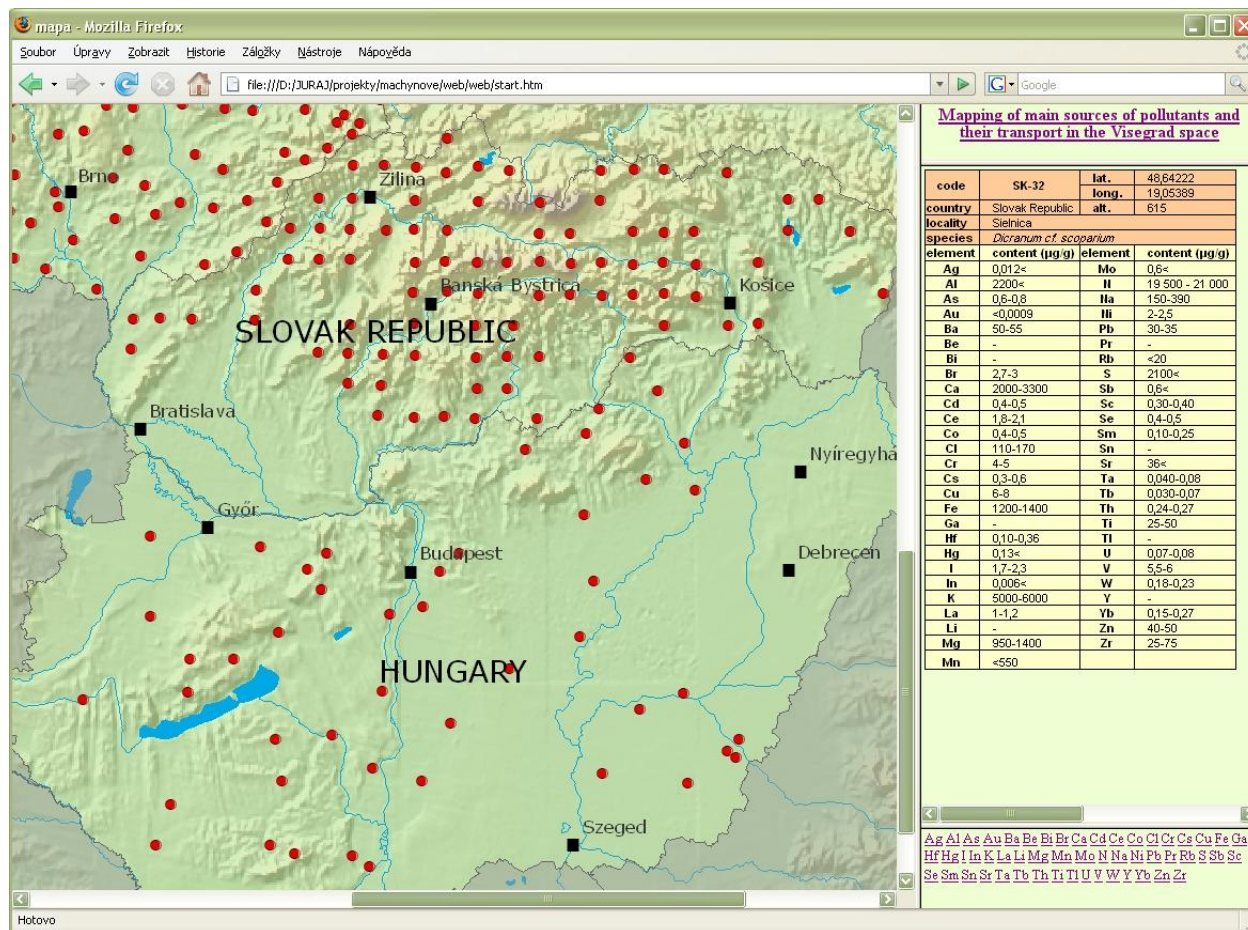 mapa - Mozilla Firefox
Soubor Úpravy Zobrazit Historie Záložky Nástroje Nápověda
file:///D:/JURAJ/projekty/machynove/web/web/start.htm
G Google
Mapping of main sources of pollutants and
their transport in the Visegrad space
Brno
Zilina
Banská Bystrica
Kosice
SLOVAK REPUBLIC
Bratislava
Nyíregyhá
Győr
Budapest
Debrecen
HUNGARY
Szeged
code SK-32 lat. 48,64222
long. 19,05389
country Slovak Republic alt. 615
locality Sielnica
species Dicranum cf. scoparium
element content (µg/g) element content (µg/g)
Ag 0,012< Mo 0,6<
Al 2200< N 19 500 - 21 000
As 0,6-0,8 Na 150-390
Au <0,0009 Ni 2-2,5
Ba 50-55 Pb 30-35
Be - Pr -
Bi - Rb <20
Br 2,7-3 S 2100<
Ca 2000-3300 Sb 0,6<
Cd 0,4-0,5 Sc 0,30-0,40
Ce 1,8-2,1 Se 0,4-0,5
Co 0,4-0,5 Sm 0,10-0,25
Cl 110-170 Sn -
Cr 4-5 Sr 36<
Cs 0,3-0,6 Ta 0,040-0,08
Cu 6-8 Tb 0,030-0,07
Fe 1200-1400 Th 0,24-0,27
Ga - Ti 25-50
Hf 0,10-0,36 Tl -
Hg 0,13< U 0,07-0,08
I 1,7-2,3 V 5,5-6
In 0,006< W 0,18-0,23
K 5000-6000 Y -
La 1-1,2 Yb 0,15-0,27
Li - Zn 40-50
Mg 950-1400 Zr 25-75
Mn <550
Ag Al As Au Ba Be Bi Br Ca Cd Ce Co Cl Cr Cs Cu Fe Ga
Hf Hg I In K La Li Mg Mn Mo N Na Ni Pb Pr Rb S Sb Sc
Se Sm Sn Sr Ta Tb Th Ti Tl U V W Y Yb Zn Zr
Hotovo